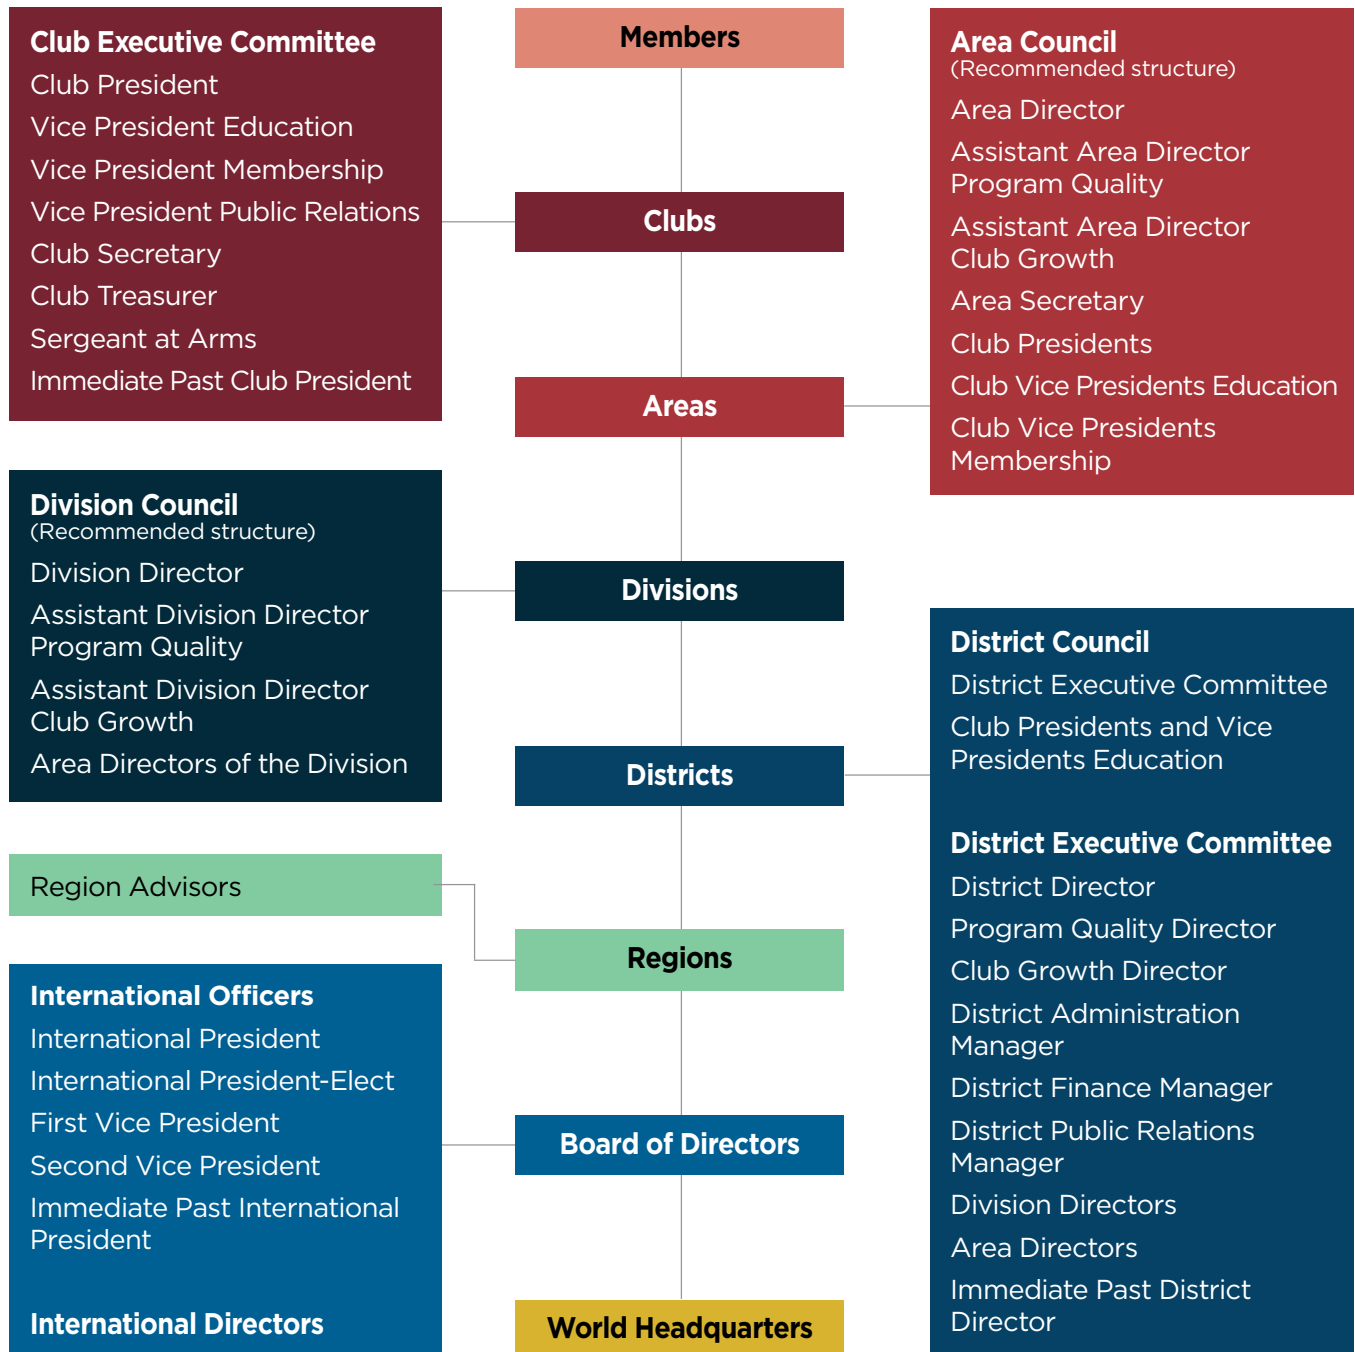 Members
Clubs
Areas
Divisions
Districts
Regions
Board of Directors
World Headquarters
Club Executive Committee
Club President
Vice President Education
Vice President Membership
Vice President Public Relations
Club Secretary
Club Treasurer
Sergeant at Arms
Immediate Past Club President
Area Council
(Recommended structure)
Area Director
Assistant Area Director
Program Quality
Assistant Area Director
Club Growth
Area Secretary
Club Presidents
Club Vice Presidents Education
Club Vice Presidents
Membership
Division Council
(Recommended structure)
Division Director
Assistant Division Director
Program Quality
Assistant Division Director
Club Growth
Area Directors of the Division
District Council
District Executive Committee
Club Presidents and Vice
Presidents Education
District Executive Committee
District Director
Program Quality Director
Club Growth Director
District Administration
Manager
District Finance Manager
District Public Relations
Manager
Division Directors
Area Directors
Immediate Past District
Director
Region Advisors
International Officers
International President
International President-Elect
First Vice President
Second Vice President
Immediate Past International
President
International Directors